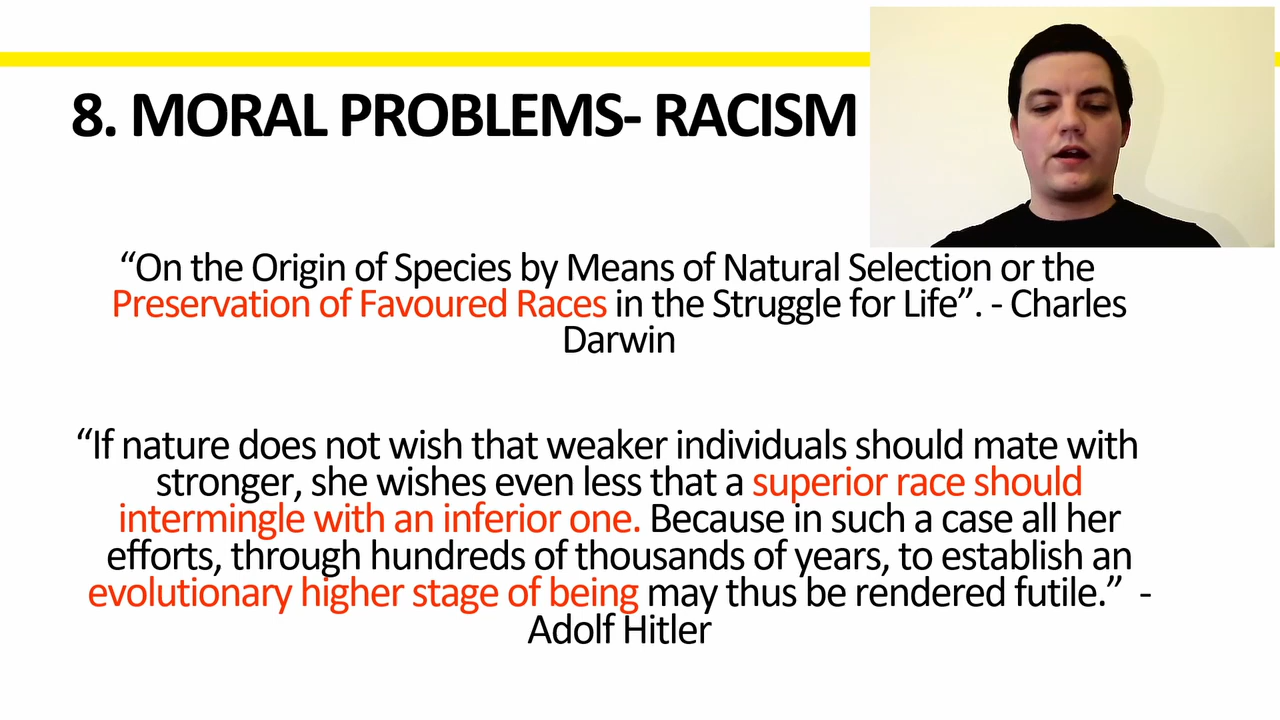 8. MORAL PROBLEMS- RACISM
“On the Origin of Species by Means of Natural Selection or the
Preservation of Favoured Races in the Struggle for Life”. - Charles
Darwin
“If nature does not wish that weaker individuals should mate with
stronger, she wishes even less that a superior race should
intermingle with an inferior one. Because in such a case all her
efforts, through hundreds of thousands of years, to establish an
evolutionary higher stage of being may thus be rendered futile.” -
Adolf Hitler